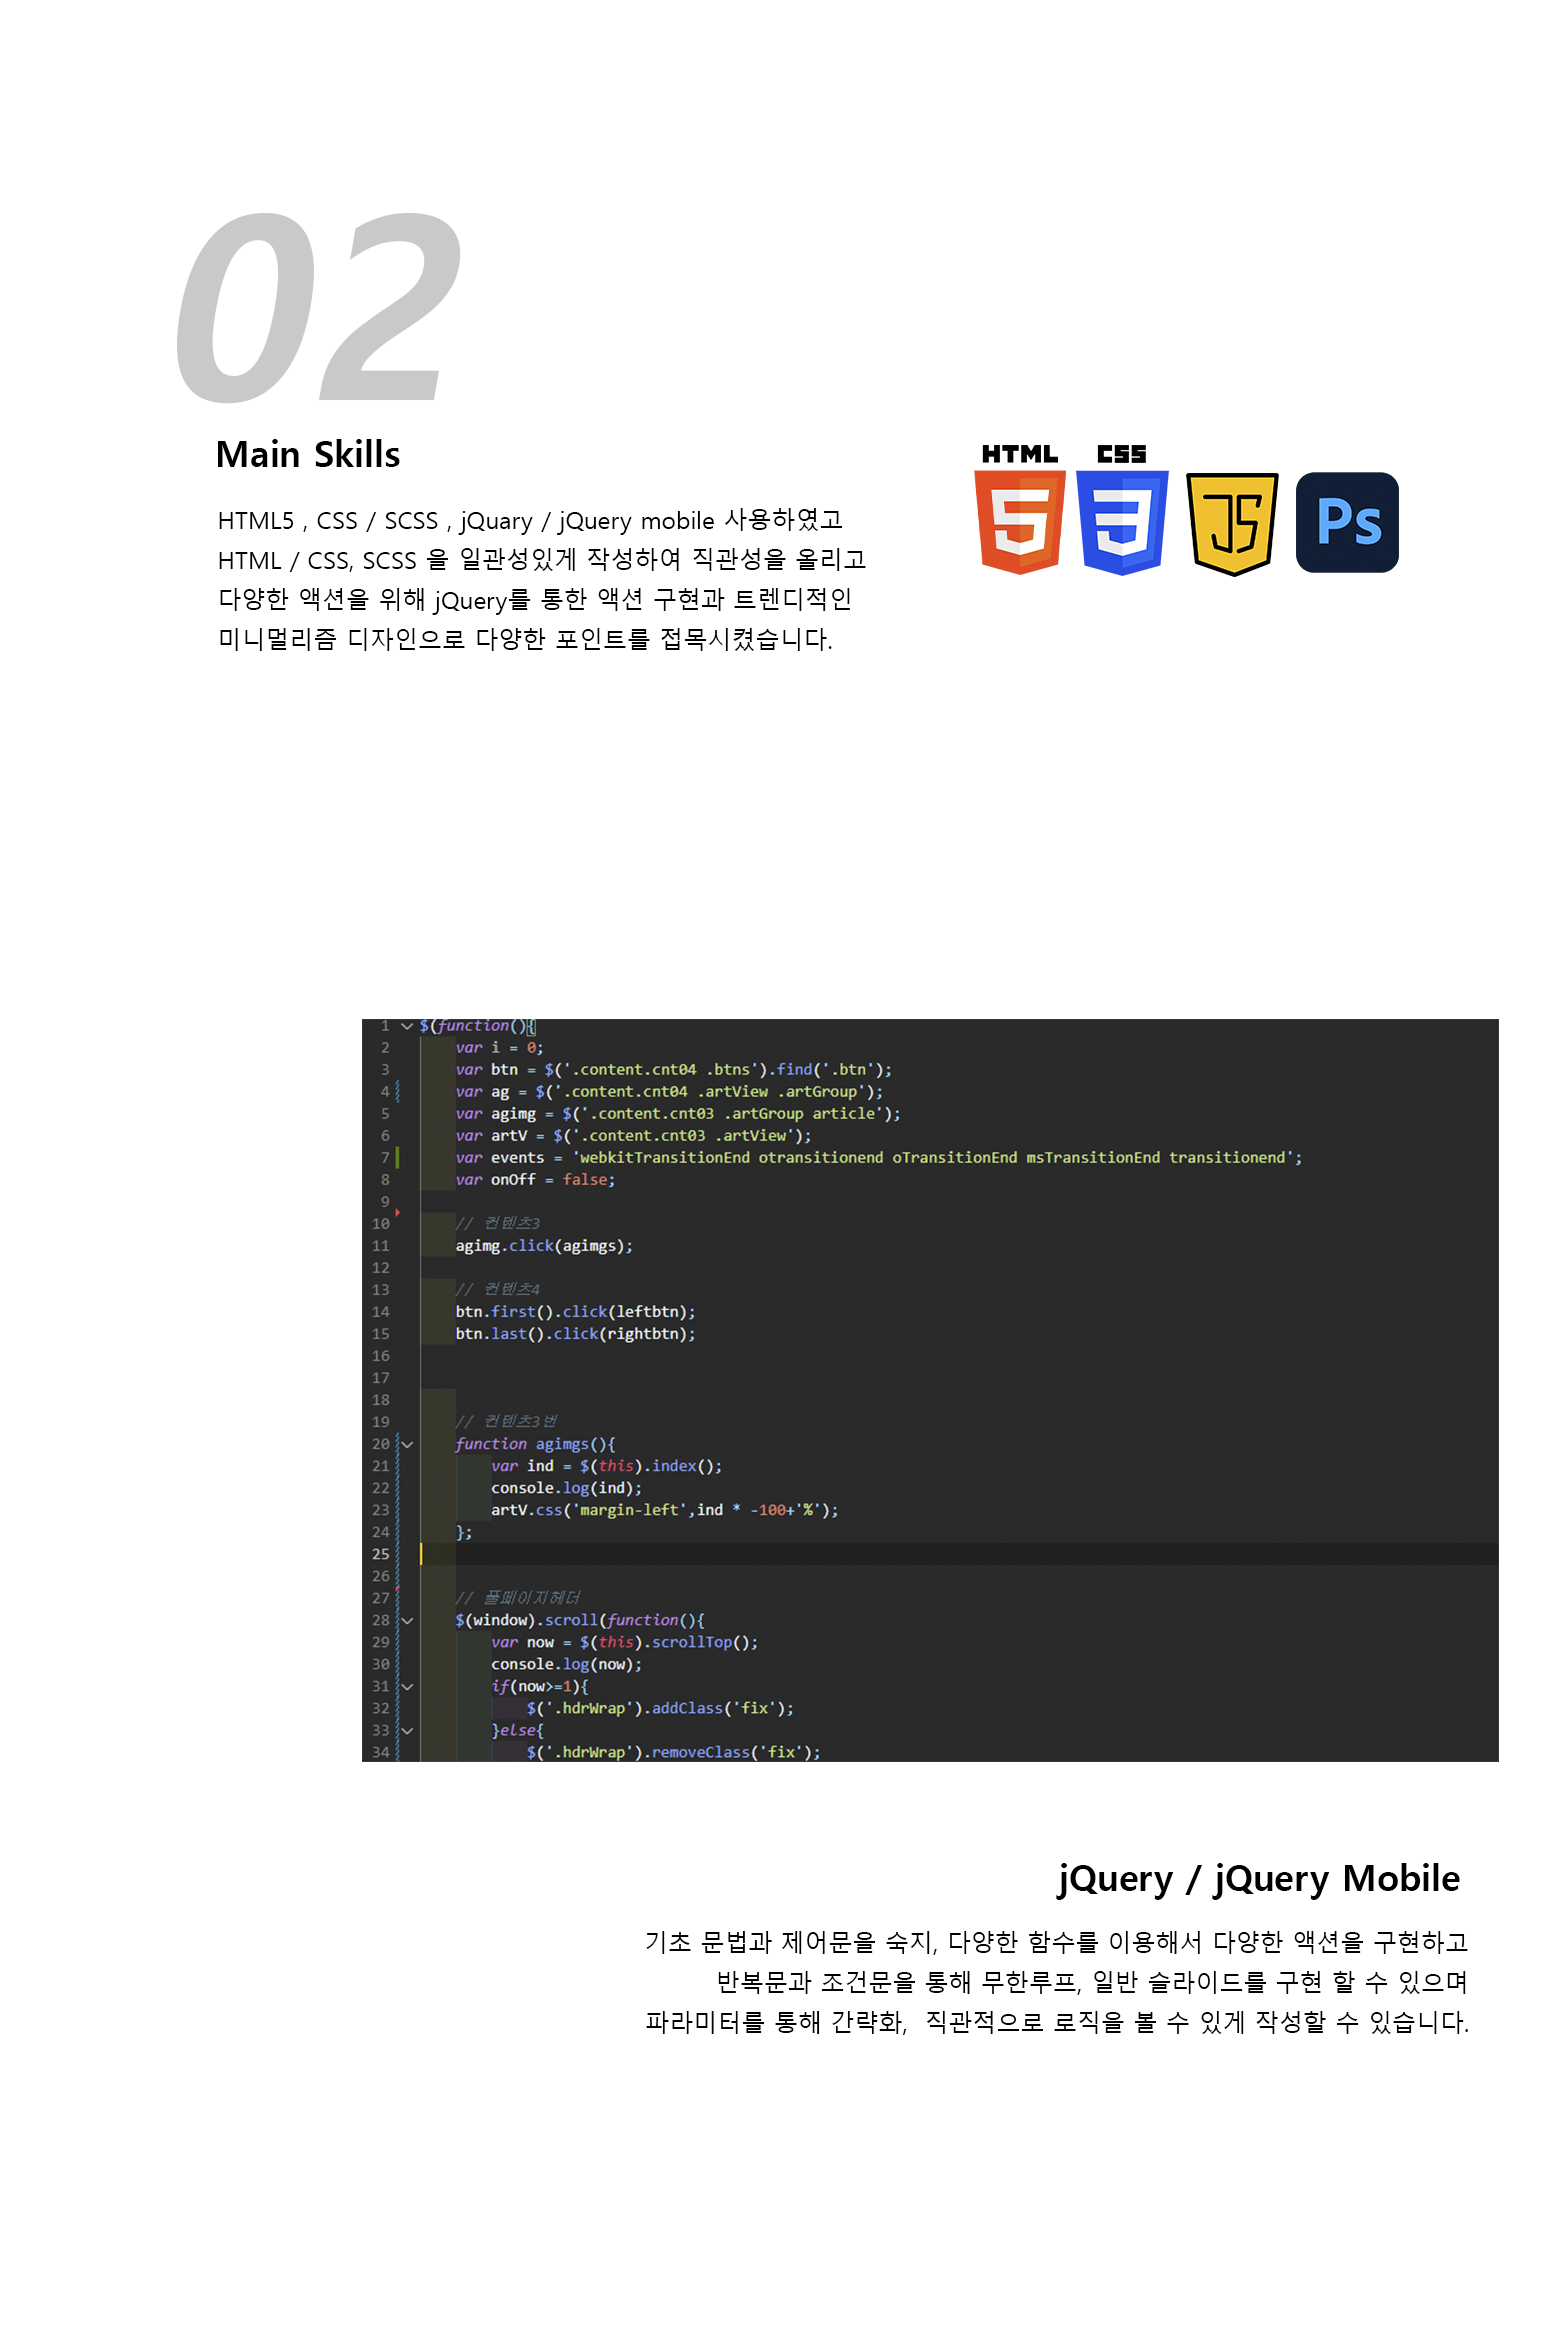 02
Main Skills
HTML5 , CSS / SCSS , jQuary / jQuery mobile 사용하였고
HTML / CSS, SCSS 을 일관성있게 작성하여 직관성을 올리고
다양한 액션을 위해 jQuery를 통한 액션 구현과 트렌디적인
미니멀리즘 디자인으로 다양한 포인트를 접목시켰습니다.
HTML CSS
5 3 JS Ps
1 $(function(){
2 var i = 0;
3 var btn = $('.content.cnt04 .btns').find('.btn');
4 var ag = $('.content.cnt04 .artView .artGroup');
5 var agimg = $('.content.cnt03 .artGroup article');
6 var artV = $('.content.cnt03 .artView');
7 var events = 'webkitTransitionEnd otransitionend oTransitionEnd msTransitionEnd transitionend';
8 var onOff = false;
9
10 // 컨텐츠3
11 agimg.click(agimgs);
12
13 // 컨텐츠4
14 btn.first().click(leftbtn);
15 btn.last().click(rightbtn);
16
17
18
19 // 컨텐츠3번
20 function agimgs(){
21 var ind = $(this).index();
22 console.log(ind);
23 artV.css('margin-left',ind * -100+'%');
24 };
25
26
27 // 풀페이지헤더
28 $(window).scroll(function(){
29 var now = $(this).scrollTop();
30 console.log(now);
31 if(now>=1){
32 $('.hdrWrap').addClass('fix');
33 }else{
34 $('.hdrWrap').removeClass('fix');
jQuery / jQuery Mobile
기초 문법과 제어문을 숙지, 다양한 함수를 이용해서 다양한 액션을 구현하고
반복문과 조건문을 통해 무한루프, 일반 슬라이드를 구현 할 수 있으며
파라미터를 통해 간략화, 직관적으로 로직을 볼 수 있게 작성할 수 있습니다.